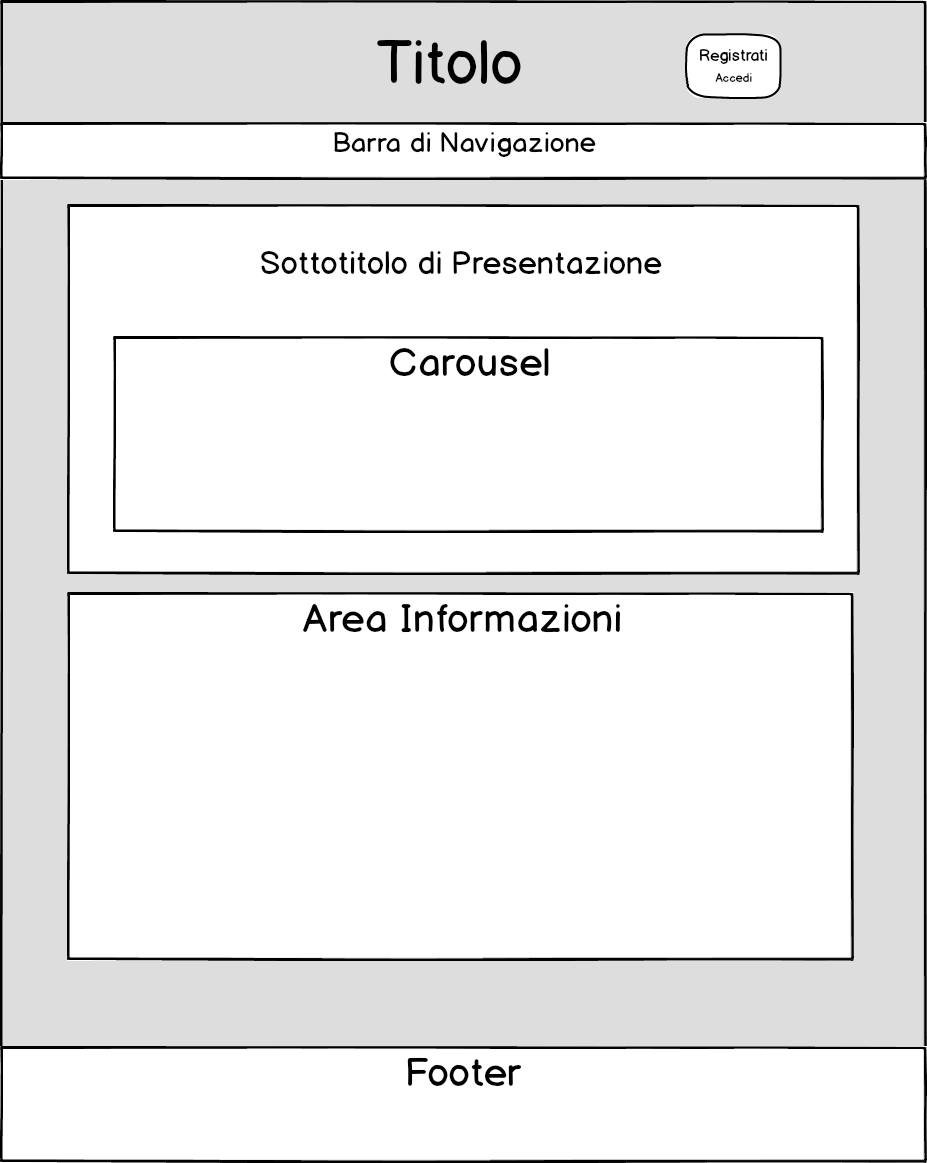 Titolo
Registrati
Accedi
Barra di Navigazione
Sottotitolo di Presentazione
Carousel
Area Informazioni
Footer